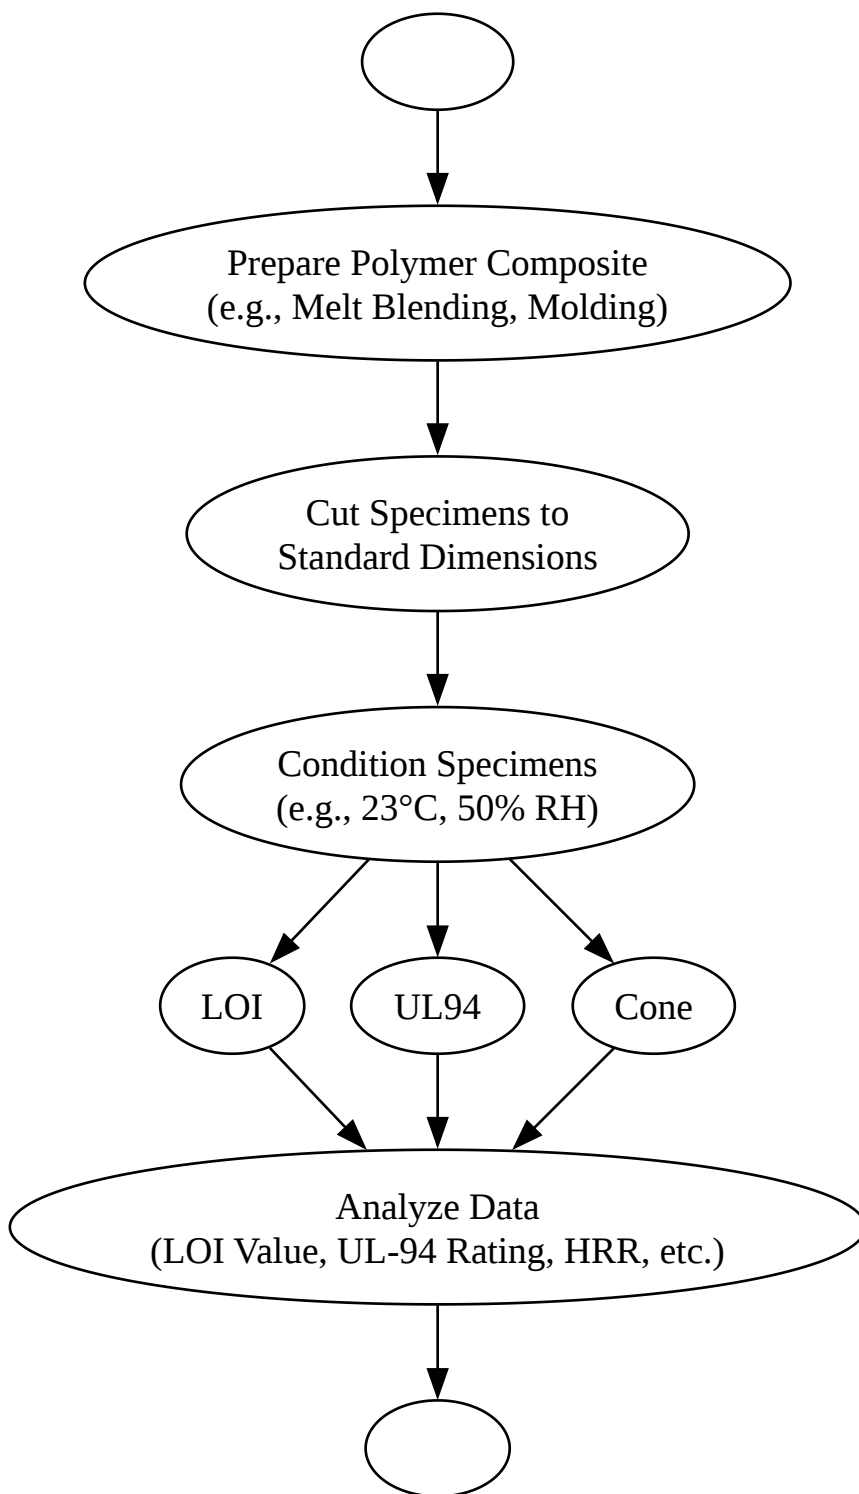 Prepare Polymer Composite
(e.g., Melt Blending, Molding)
Cut Specimens to
Standard Dimensions
Condition Specimens
(e.g., 23°C, 50% RH)
LOI
UL94
Cone
Analyze Data
(LOI Value, UL-94 Rating, HRR, etc.)